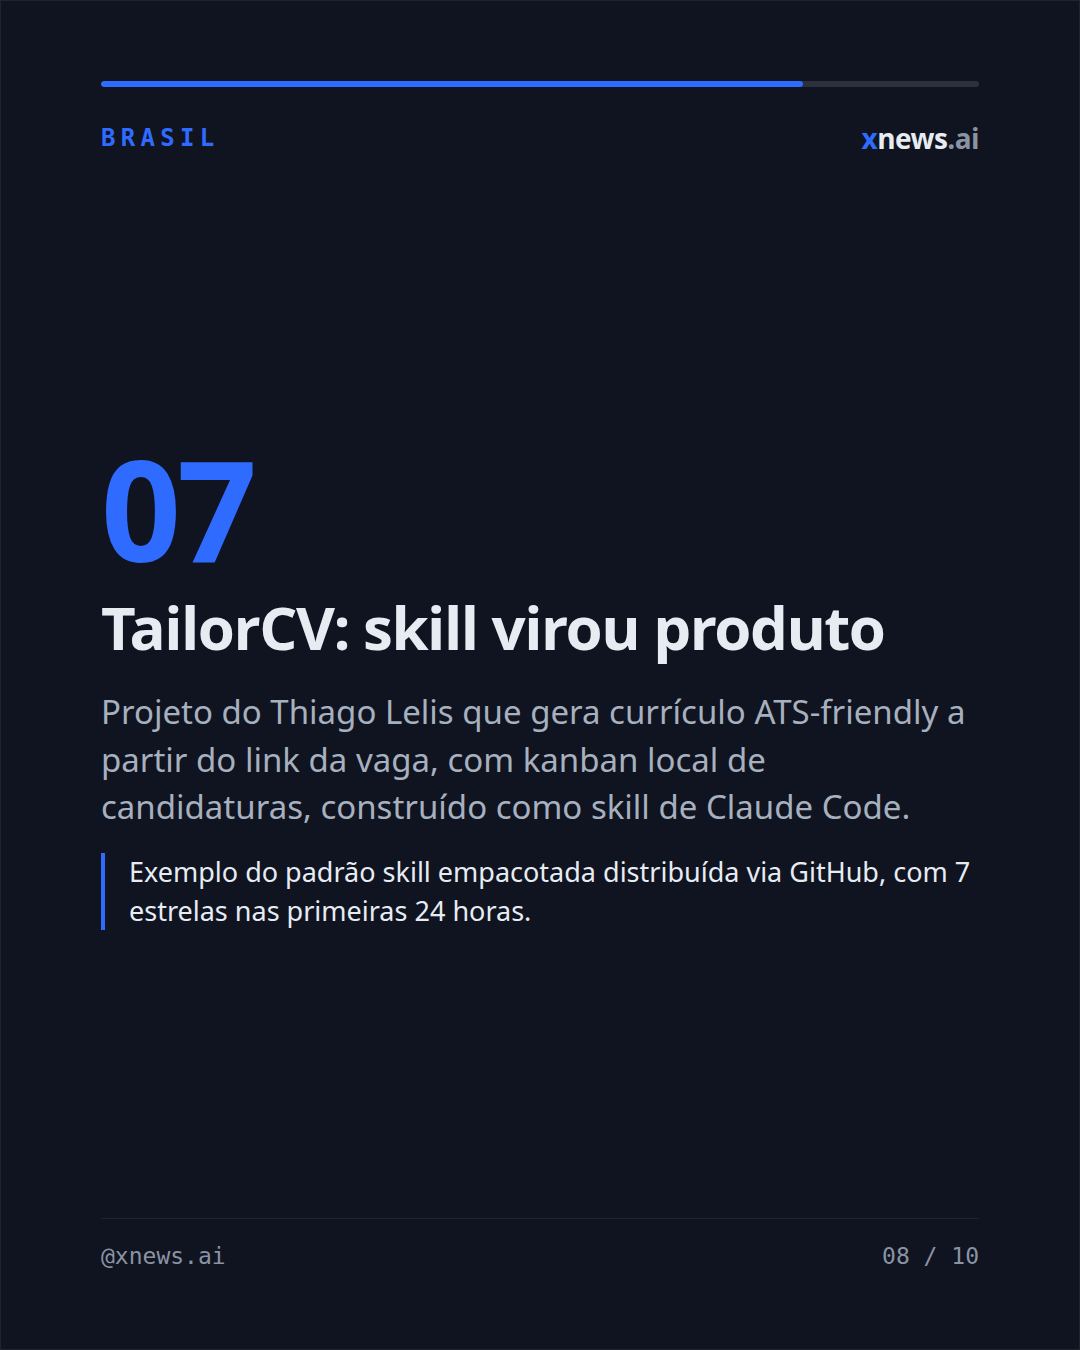 BRASIL
xnews.ai
07
TailorCV: skill virou produto
Projeto do Thiago Lelis que gera currículo ATS-friendly a
partir do link da vaga, com kanban local de
candidaturas, construído como skill de Claude Code.
Exemplo do padrão skill empacotada distribuída via GitHub, com 7
estrelas nas primeiras 24 horas.
@xnews.ai
08 / 10